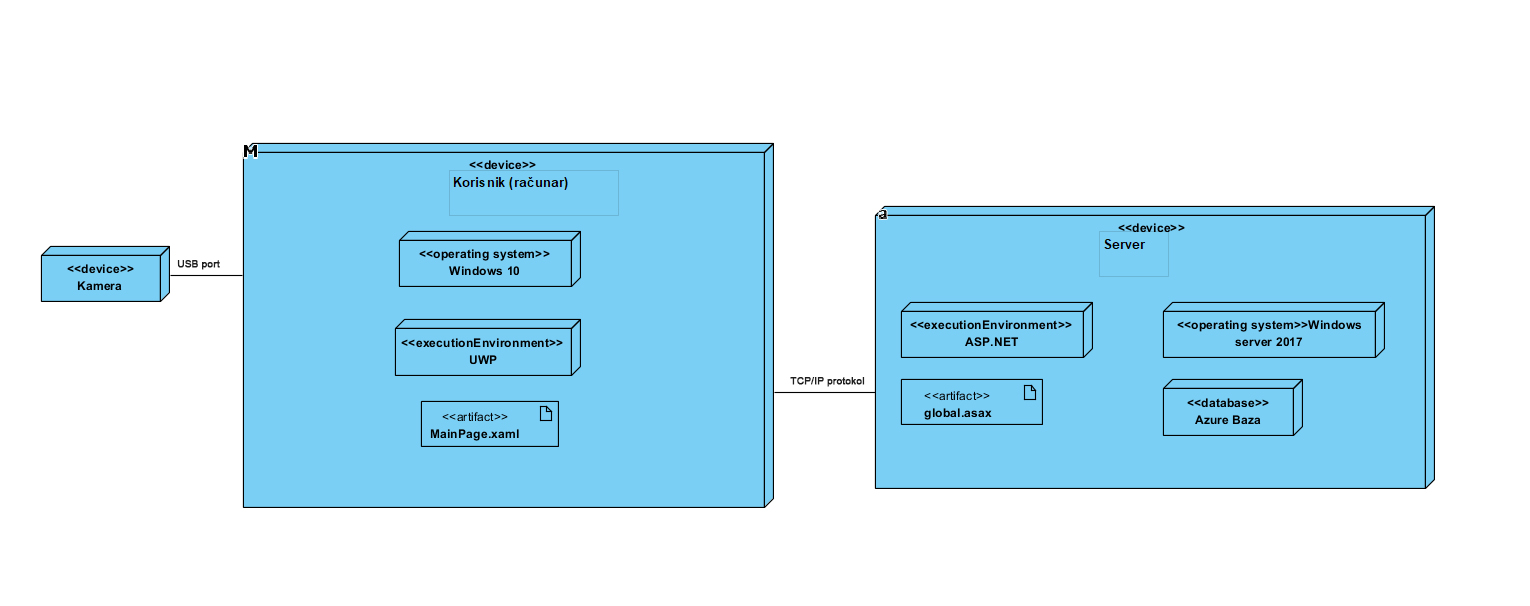 <<device>>
Kamera
USB port
M
<<device>>
Korisnik (računar)
<<operating system>>
Windows 10
<<executionEnvironment>>
UWP
<<artifact>>
MainPage.xaml
TCP/IP protokol
a
<<device>>
Server
<<executionEnvironment>>
ASP.NET
<<operating system>>Windows
server 2017
<<artifact>>
global.asax
<<database>>
Azure Baza